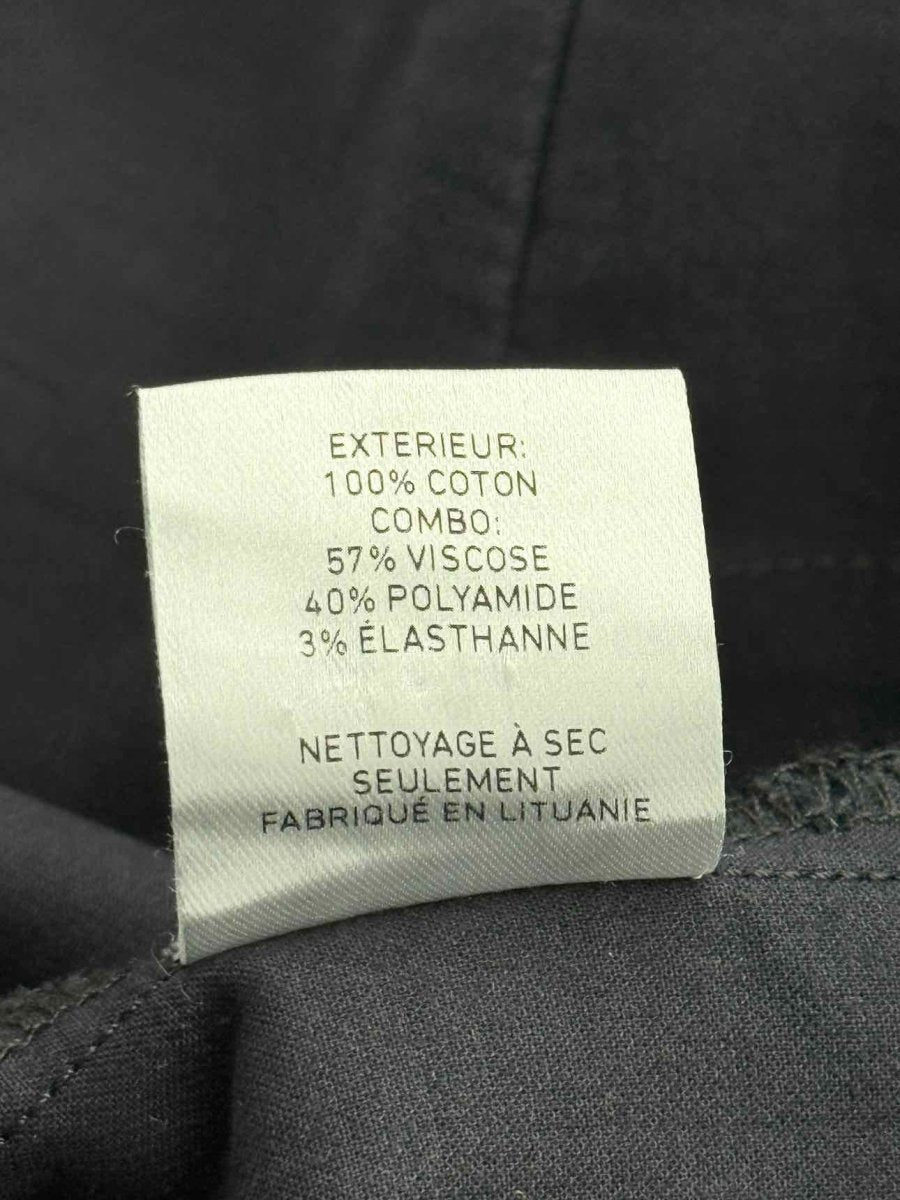 EXTERIEUR:
100% COTON
COMBO:
57% VISCOSE
40% POLYAMIDE
3% ÉLASTHANNE
NETTOYAGE À SEC
SEULEMENT
FABRIQUÉ EN LITUANIE